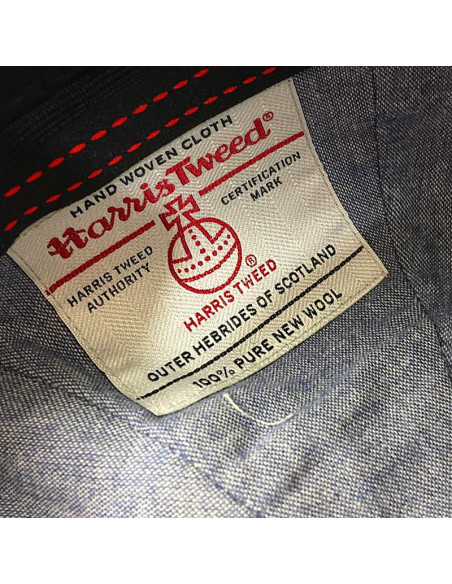 HAND WOVEN CLOTH
Harris Tweed®
HARRIS TWEED
AUTHORITY
CERTIFICATION
MARK
®
HARRIS TWEED
OUTER HEBRIDES OF SCOTLAND
100% PURE NEW WOOL